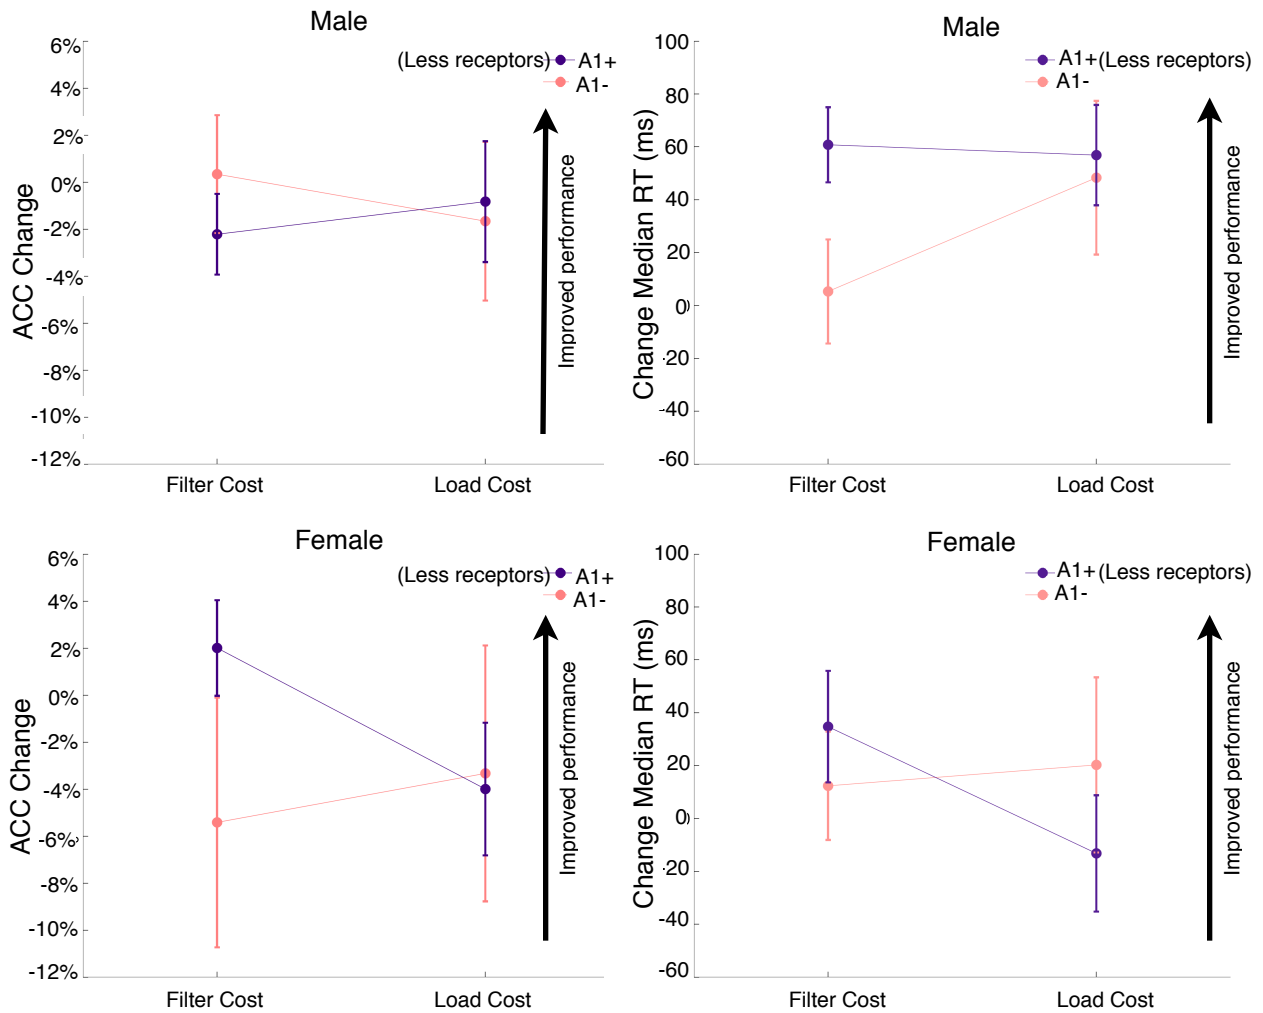 Male
6%
4%
2%
0%
-2%
-4%
-6%
-8%
-10%
-12%
ACC Change
(Less receptors) A1+
A1-
Improved performance
Filter Cost Load Cost
Male
100
80
60
40
20
0
-20
-40
-60
Change Median RT (ms)
A1+(Less receptors)
A1-
Improved performance
Filter Cost Load Cost
Female
6%
4%
2%
0%
-2%
-4%
-6%
-8%
-10%
-12%
ACC Change
(Less receptors) A1+
A1-
Improved performance
Filter Cost Load Cost
Female
100
80
60
40
20
0
-20
-40
-60
Change Median RT (ms)
A1+(Less receptors)
A1-
Improved performance
Filter Cost Load Cost